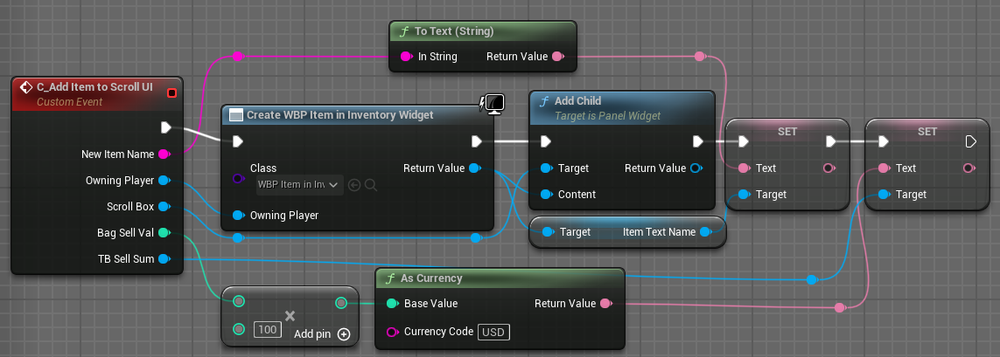 To Text (String)
In String
Return Value
C_Add Item to Scroll UI
Custom Event
New Item Name
Owning Player
Scroll Box
Bag Sell Val
TB Sell Sum
Create WBP Item in Inventory Widget
Class
WBP Item in Inv
Return Value
Owning Player
Add Child
Target is Panel Widget
Target
Return Value
Content
Target
Item Text Name
SET
Text
Target
SET
Text
Target
100
Add pin
As Currency
Base Value
Return Value
Currency Code
USD